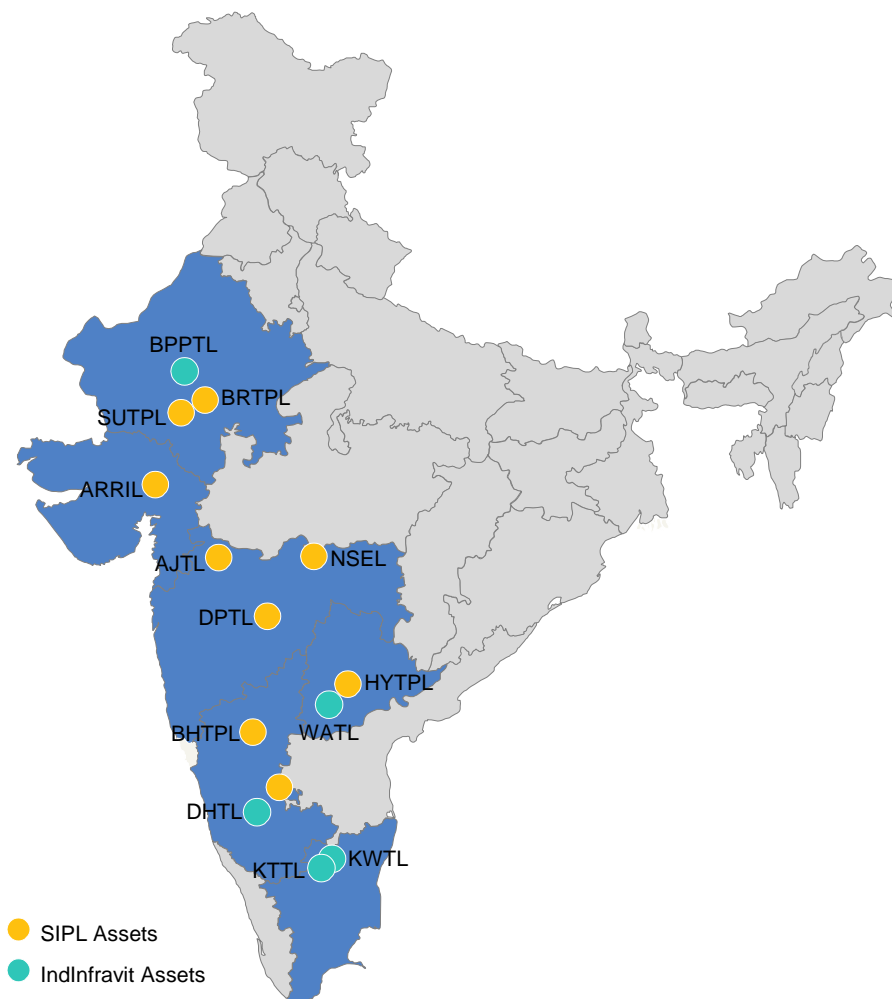 BPPTL
BRTPL
SUTPL
ARRIL
AJTL
NSEL
DPTL
HYTPL
WATL
BHTPL
DHTL
KWTL
KTTL
SIPL Assets
IndInfravit Assets